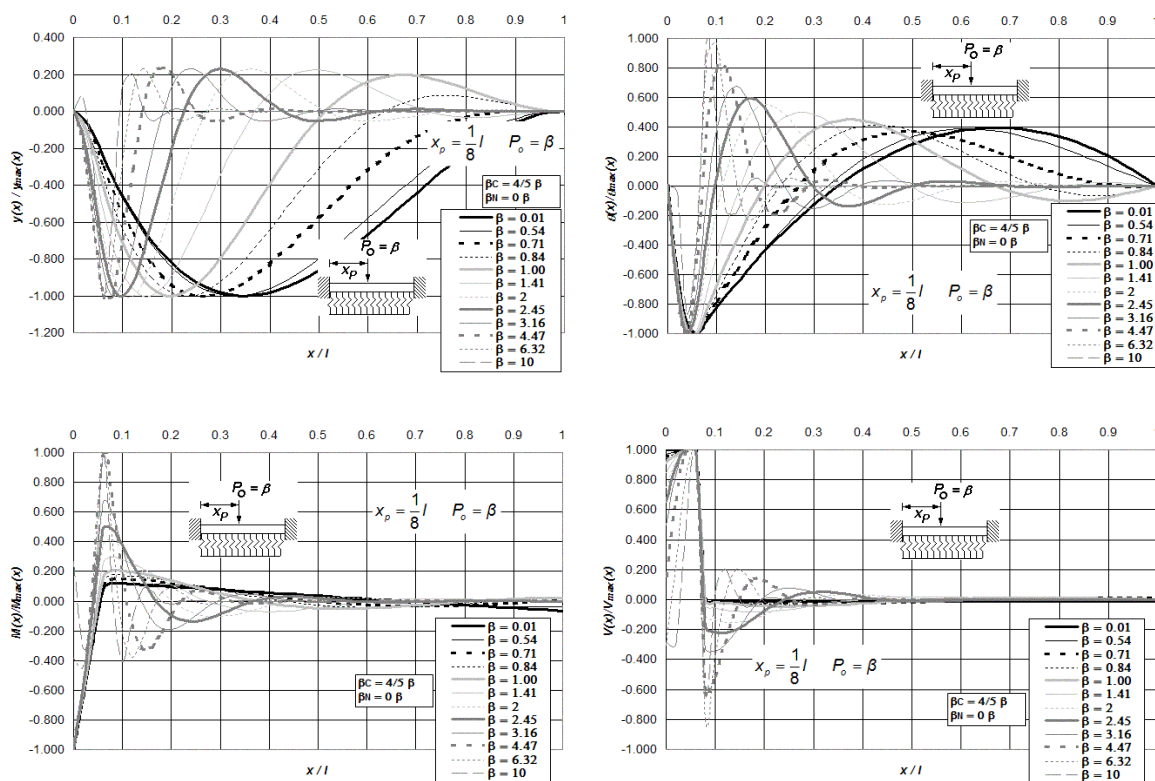 0 0.1 0.2 0.3 0.4 0.5 0.6 0.7 0.8 0.9 1
0.400
0.200
0.000
-0.200
-0.400
-0.600
-0.800
-1.000
-1.200
y(x)/ymax(x)
x / l
xp = 1/8 l Po = β
βC = 4/5 β
βN = 0 β
PO = β
xP
β = 0.01
β = 0.54
β = 0.71
β = 0.84
β = 1.00
β = 1.41
β = 2
β = 2.45
β = 3.16
β = 4.47
β = 6.32
β = 10
0 0.1 0.2 0.3 0.4 0.5 0.6 0.7 0.8 0.9 1
1.000
0.800
0.600
0.400
0.200
0.000
-0.200
-0.400
-0.600
-0.800
-1.000
x / l
PO = β
xP
xp = 1/8 l Po = β
βC = 4/5 β
βN = 0 β
β = 0.01
β = 0.54
β = 0.71
β = 0.84
β = 1.00
β = 1.41
β = 2
β = 2.45
β = 3.16
β = 4.47
β = 6.32
β = 10
0 0.1 0.2 0.3 0.4 0.5 0.6 0.7 0.8 0.9 1
1.000
0.800
0.600
0.400
0.200
0.000
-0.200
-0.400
-0.600
-0.800
-1.000
M(x)/Mmax(x)
x / l
PO = β
xP
xp = 1/8 l Po = β
βC = 4/5 β
βN = 0 β
β = 0.01
β = 0.54
β = 0.71
β = 0.84
β = 1.00
β = 1.41
β = 2
β = 2.45
β = 3.16
β = 4.47
β = 6.32
β = 10
0 0.1 0.2 0.3 0.4 0.5 0.6 0.7 0.8 0.9 1
1.000
0.800
0.600
0.400
0.200
0.000
-0.200
-0.400
-0.600
-0.800
-1.000
V(x)/Vmax(x)
x / l
PO = β
xP
xp = 1/8 l Po = β
βC = 4/5 β
βN = 0 β
β = 0.01
β = 0.54
β = 0.71
β = 0.84
β = 1.00
β = 1.41
β = 2
β = 2.45
β = 3.16
β = 4.47
β = 6.32
β = 10